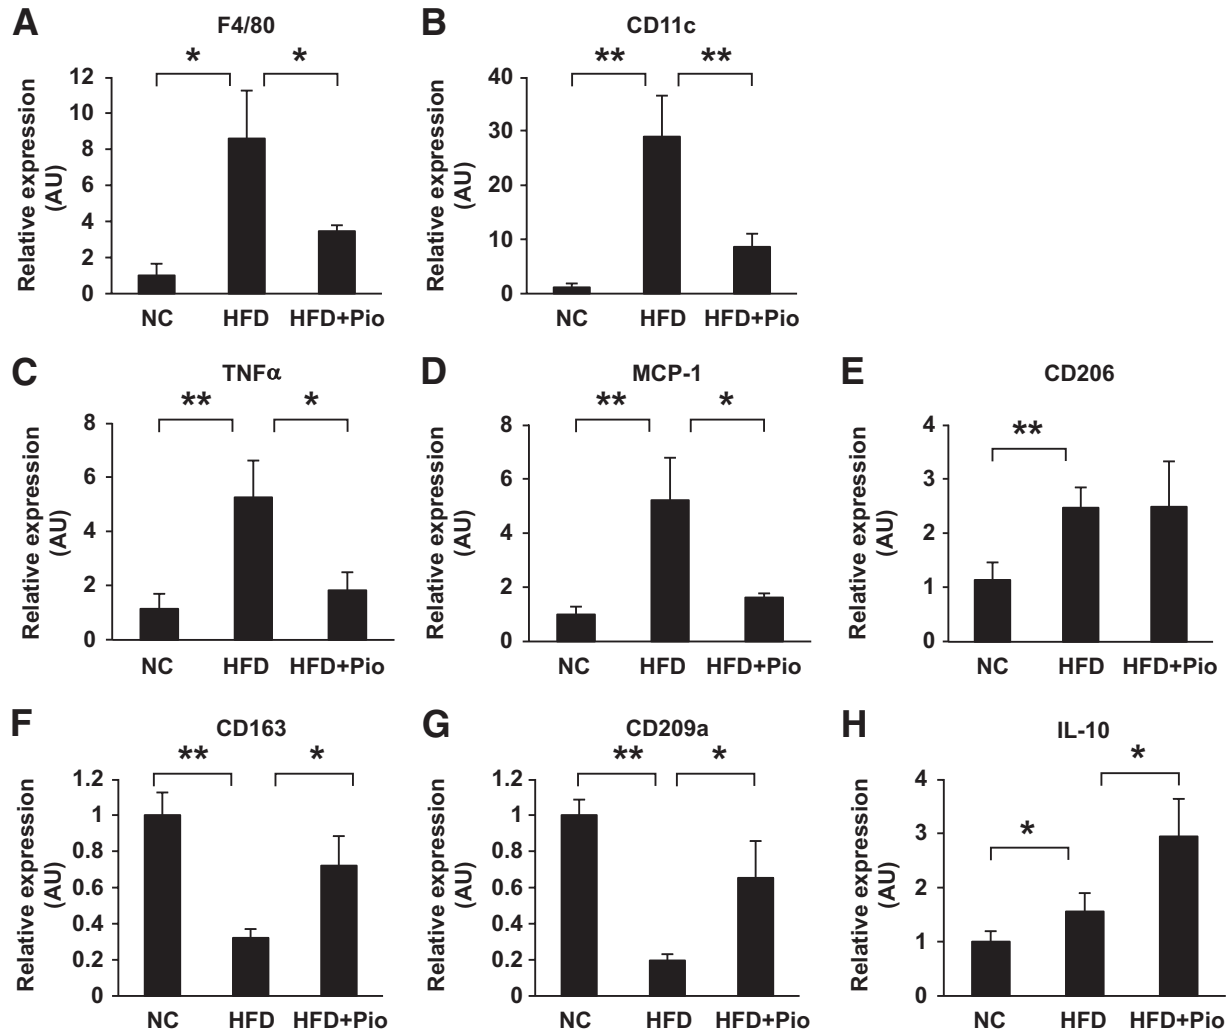 A
F4/80
* *
Relative expression
(AU)
12
10
8
6
4
2
0
NC HFD HFD+Pio
B
CD11c
** **
Relative expression
(AU)
40
30
20
10
0
NC HFD HFD+Pio
C
TNFα
** *
Relative expression
(AU)
8
6
4
2
0
NC HFD HFD+Pio
D
MCP-1
** *
Relative expression
(AU)
8
6
4
2
0
NC HFD HFD+Pio
E
CD206
**
Relative expression
(AU)
4
3
2
1
0
NC HFD HFD+Pio
F
CD163
** *
Relative expression
(AU)
1.2
1
0.8
0.6
0.4
0.2
0
NC HFD HFD+Pio
G
CD209a
** *
Relative expression
(AU)
1.2
1
0.8
0.6
0.4
0.2
0
NC HFD HFD+Pio
H
IL-10
*
*
Relative expression
(AU)
4
3
2
1
0
NC HFD HFD+Pio